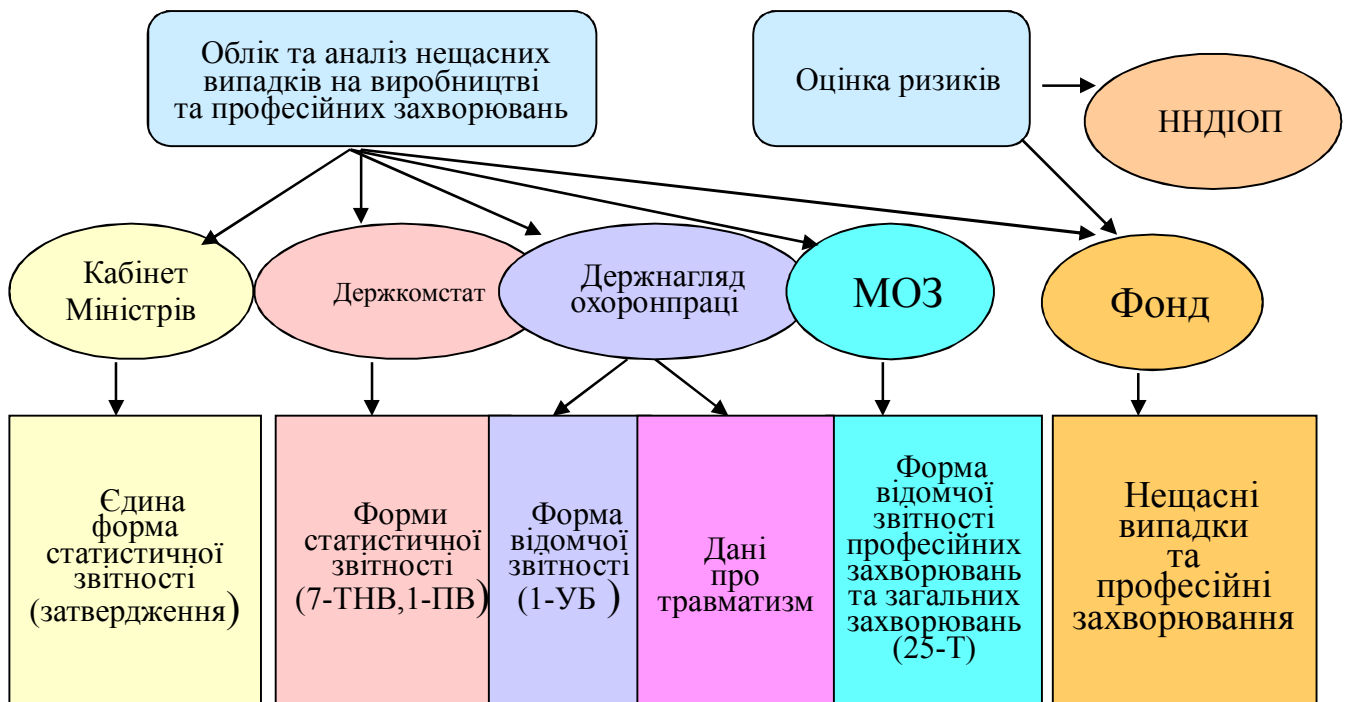 Облік та аналіз нещасних
випадків на виробництві
та професійних захворювань
Оцінка ризиків
ННДІОП
Кабінет
Міністрів
Держкомстат
Держнагляд
охоронпраці
МОЗ
Фонд
Єдина
форма
статистичної
звітності
(затвердження)
Форми
статистичної
звітності
(7-ТНВ,1-ПВ)
Форма
відомчої
звітності
(1-УБ )
Дані
про
травматизм
Форма
відомчої
звітності
професійних
захворювань
та загальних
захворювань
(25-Т)
Нещасні
випадки
та
професійні
захворювання